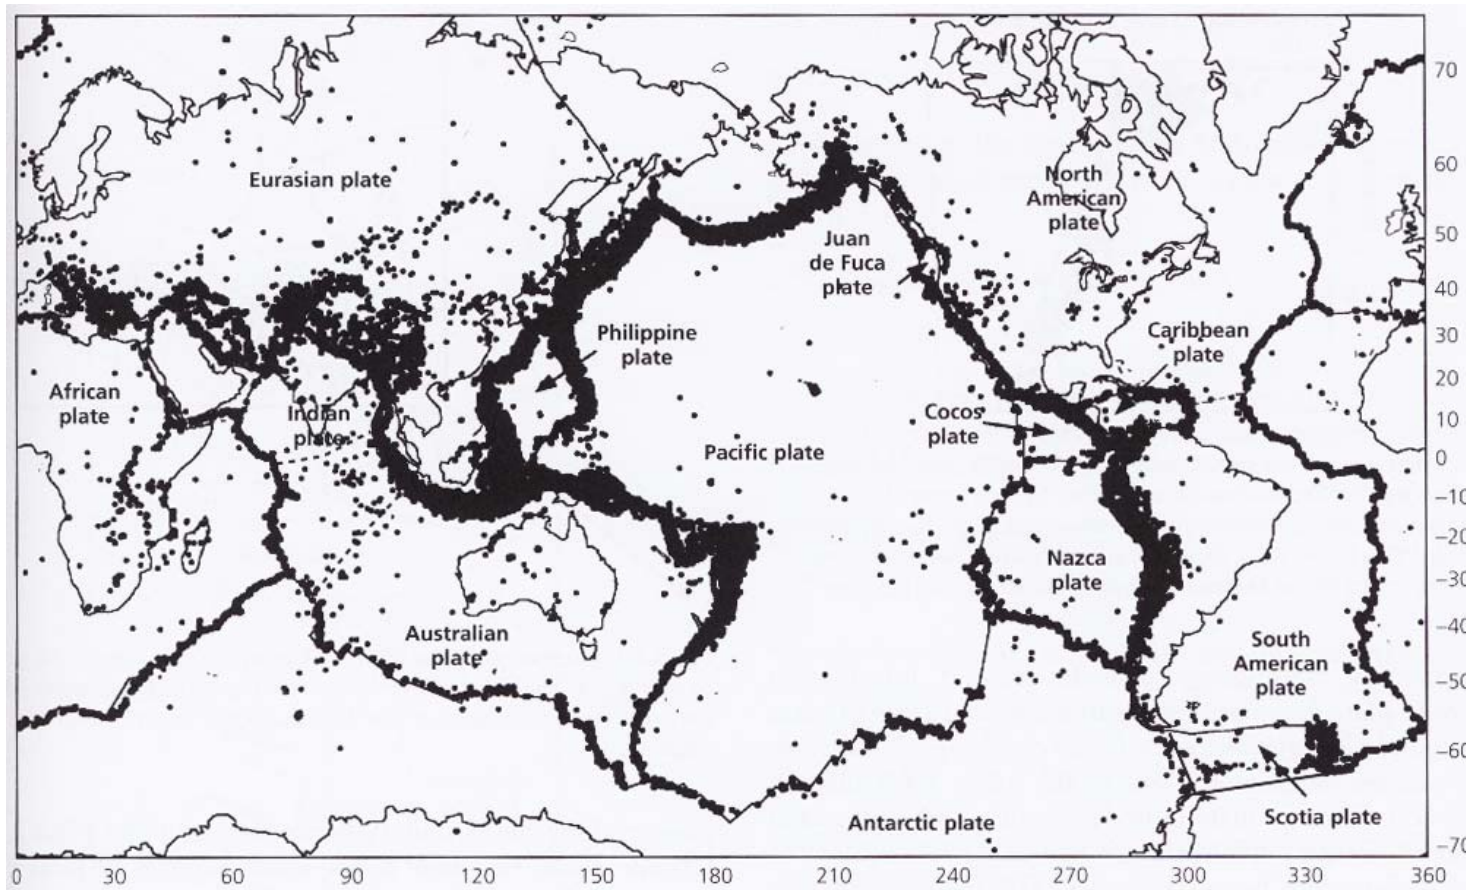 70
60
50
40
30
20
10
0
-10
-20
-30
-40
-50
-60
-70
Eurasian plate
North
American
plate
Juan
de Fuca
plate
Philippine
plate
Caribbean
plate
African
plate
Indian
plate
Cocos
plate
Pacific plate
Nazca
plate
Australian
plate
South
American
plate
Antarctic plate
Scotia plate
0 30 60 90 120 150 180 210 240 270 300 330 360